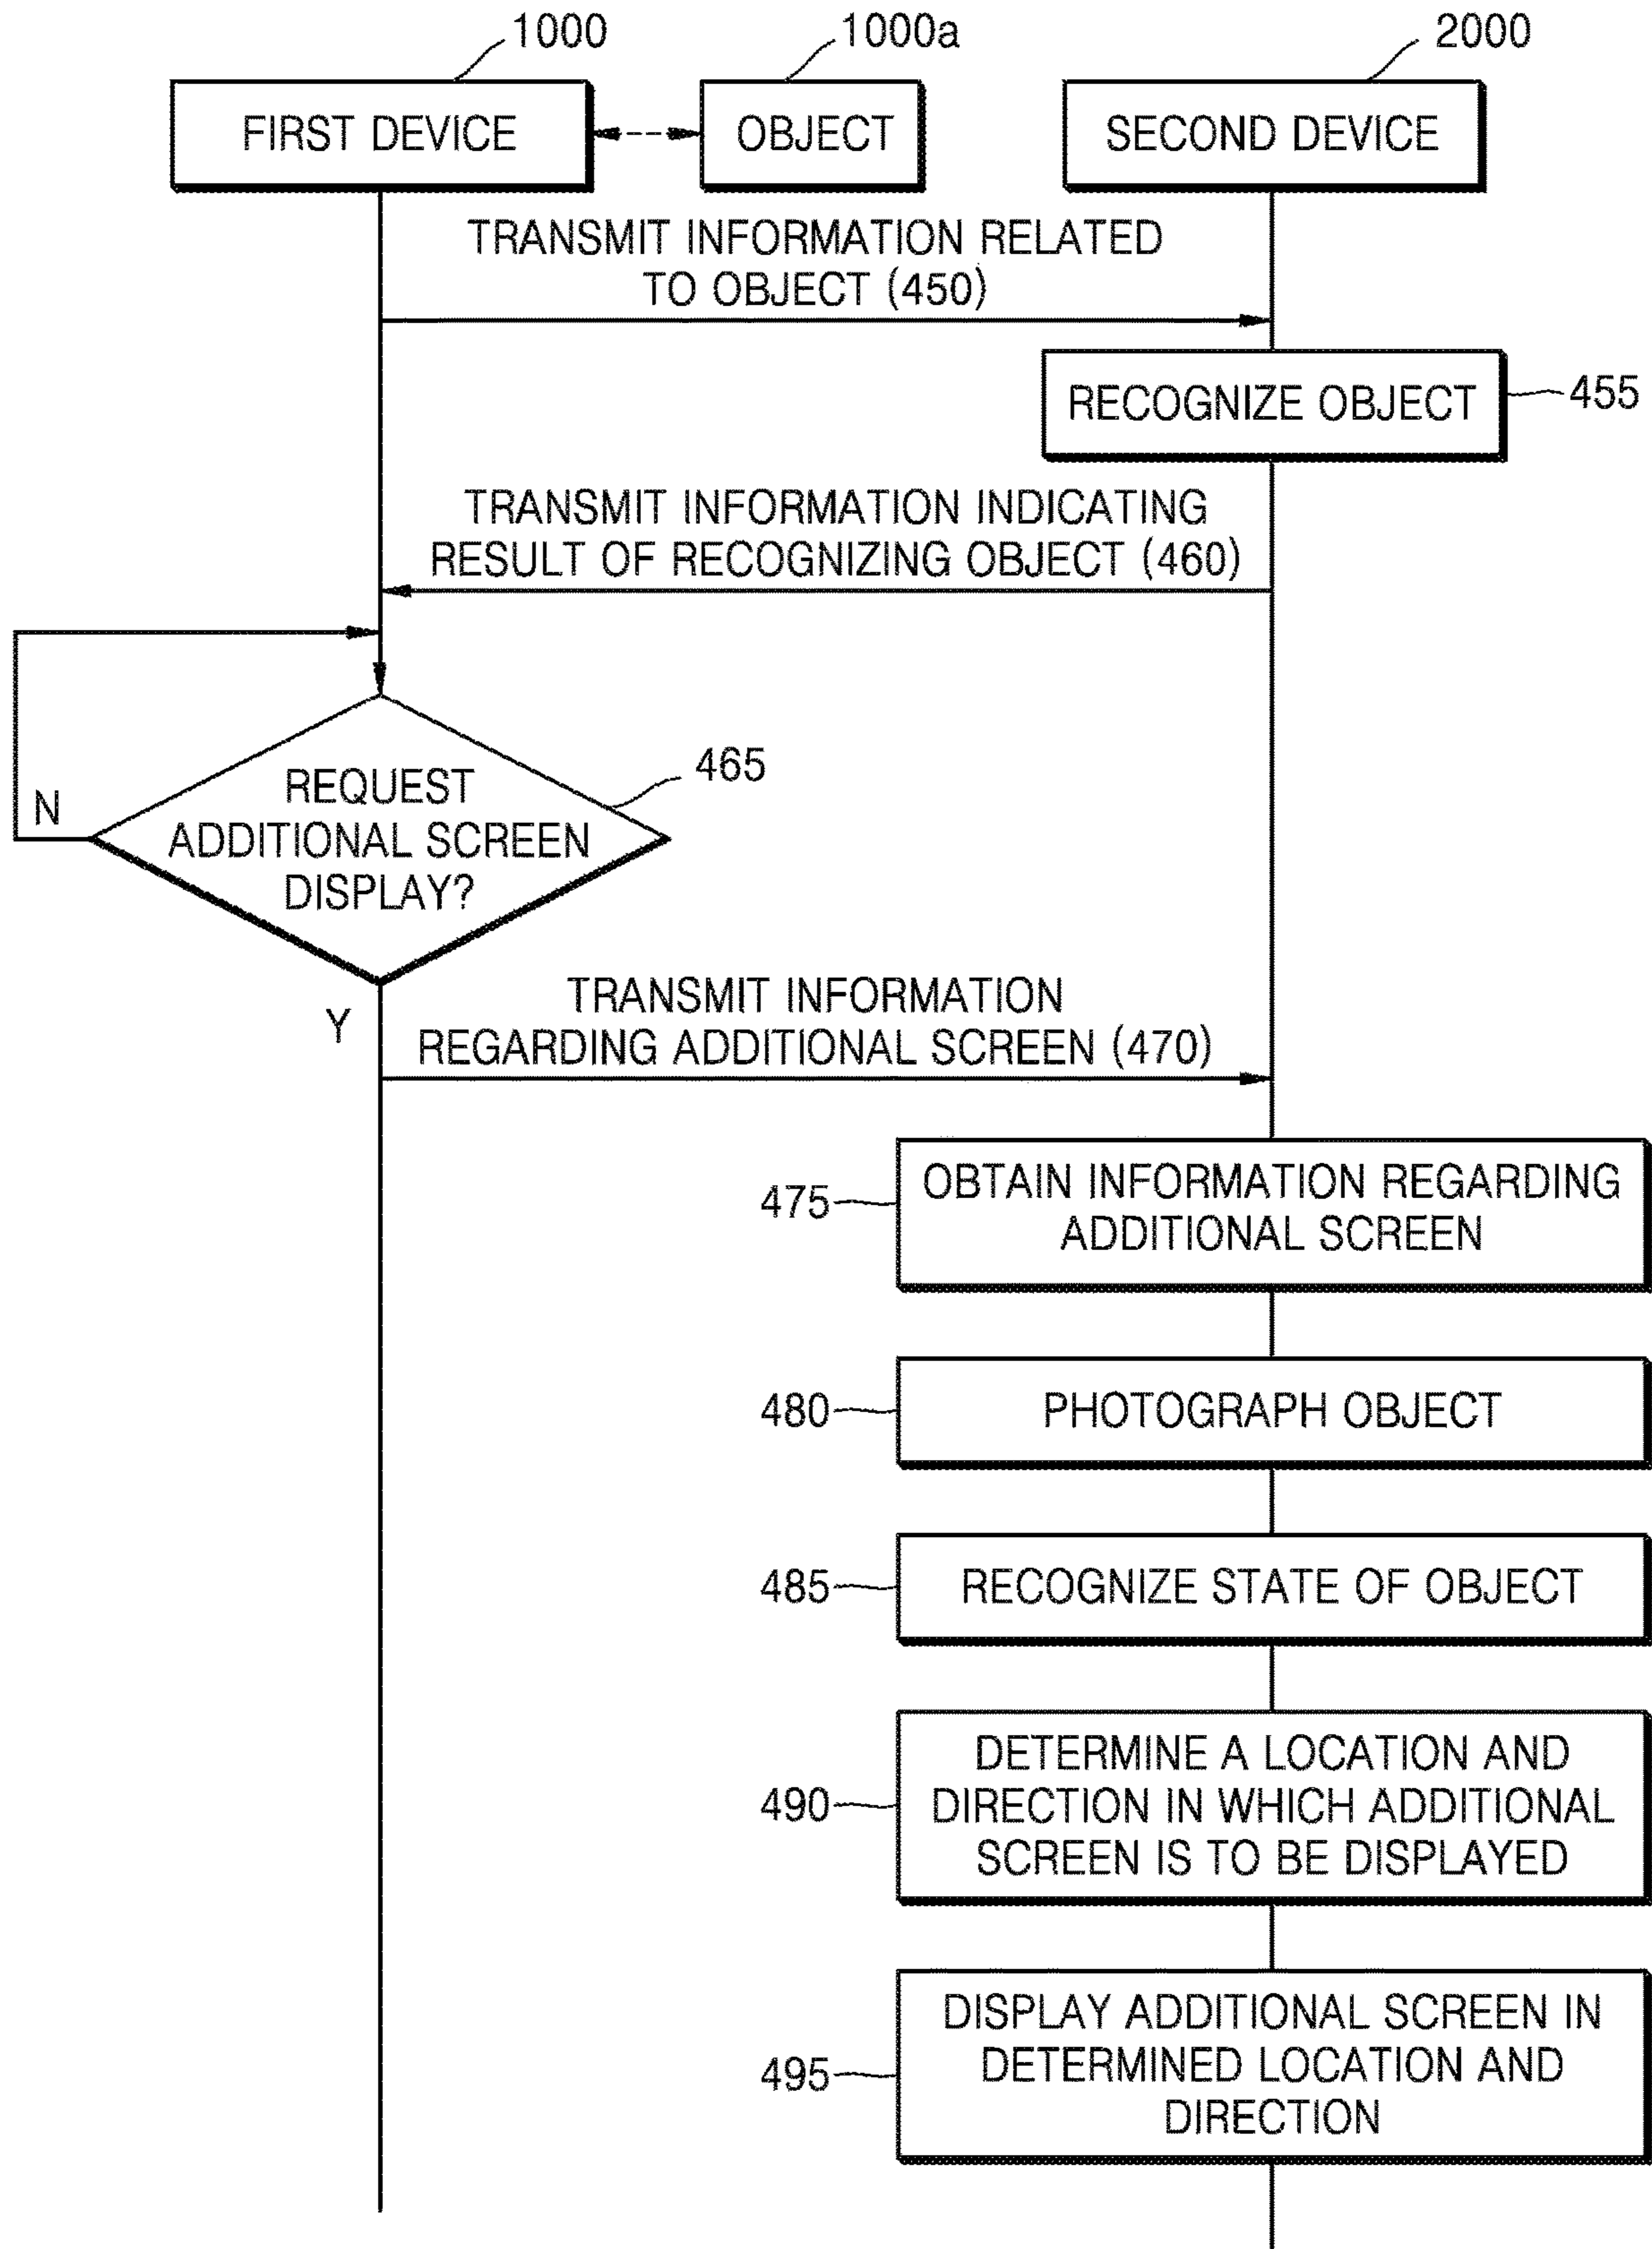 1000
1000a
2000
FIRST DEVICE
OBJECT
SECOND DEVICE
TRANSMIT INFORMATION RELATED
TO OBJECT (450)
RECOGNIZE OBJECT
455
TRANSMIT INFORMATION INDICATING
RESULT OF RECOGNIZING OBJECT (460)
465
REQUEST
ADDITIONAL SCREEN
DISPLAY?
N
Y
TRANSMIT INFORMATION
REGARDING ADDITIONAL SCREEN (470)
475
OBTAIN INFORMATION REGARDING
ADDITIONAL SCREEN
480
PHOTOGRAPH OBJECT
485
RECOGNIZE STATE OF OBJECT
490
DETERMINE A LOCATION AND
DIRECTION IN WHICH ADDITIONAL
SCREEN IS TO BE DISPLAYED
495
DISPLAY ADDITIONAL SCREEN IN
DETERMINED LOCATION AND
DIRECTION